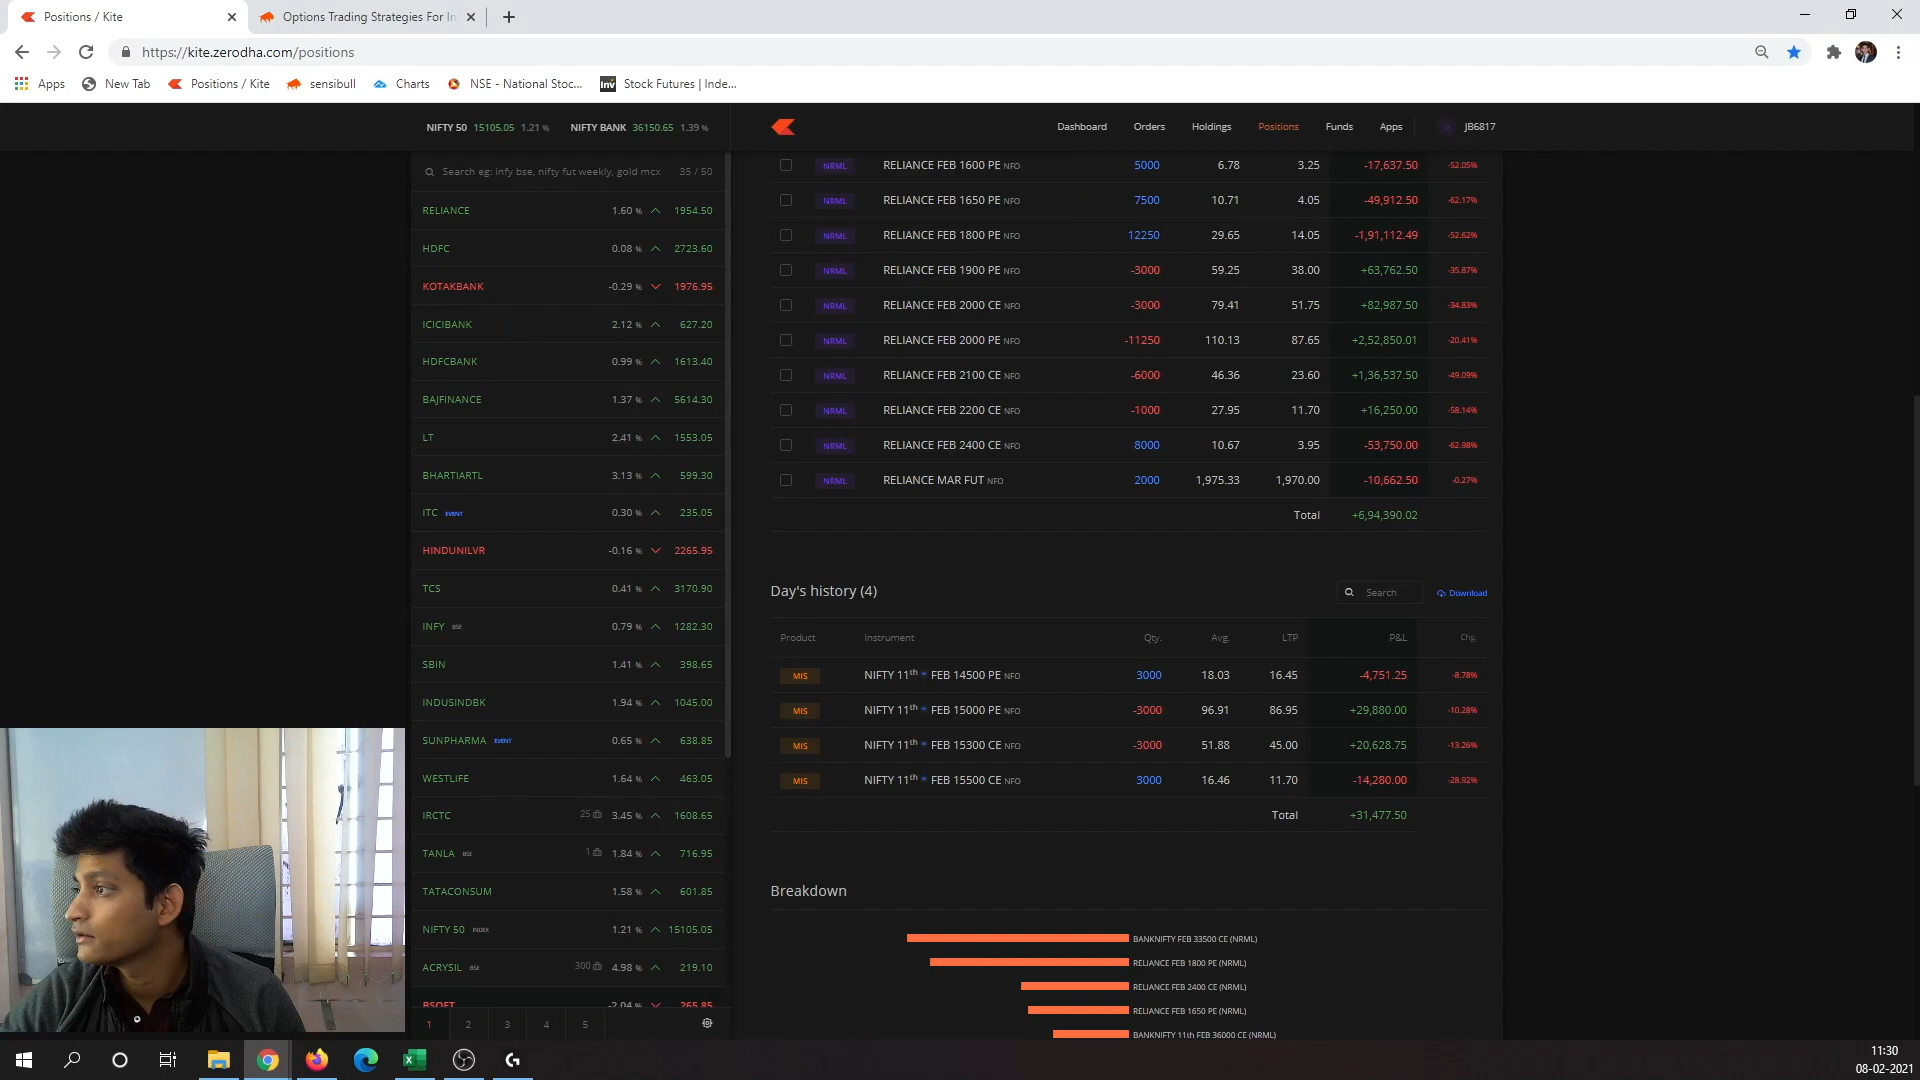 Positions / Kite
Options Trading Strategies For In
https://kite.zerodha.com/positions
Apps New Tab Positions / Kite sensibull Charts NSE - National Stoc... Inv Stock Futures | Inde...
NIFTY 50 15105.05 1.21 % NIFTY BANK 36150.65 1.39 %
Dashboard Orders Holdings Positions Funds Apps JB6817
Search eg: infy bse, nifty fut weekly, gold mcx 35 / 50
RELIANCE 1.60 % 1954.50
HDFC 0.08 % 2723.60
KOTAKBANK -0.29 % 1976.95
ICICIBANK 2.12 % 627.20
HDFCBANK 0.99 % 1613.40
BAJFINANCE 1.37 % 5614.30
LT 2.41 % 1553.05
BHARTIARTL 3.13 % 599.30
ITC EVENT 0.30 % 235.05
HINDUNILVR -0.16 % 2265.95
TCS 0.41 % 3170.90
INFY BSE 0.79 % 1282.30
SBIN 1.41 % 398.65
INDUSINDBK 1.94 % 1045.00
SUNPHARMA EVENT 0.65 % 638.85
WESTLIFE 1.64 % 463.05
IRCTC 25 3.45 % 1608.65
TANLA BSE 1 1.84 % 716.95
TATACONSUM 1.58 % 601.85
NIFTY 50 INDEX 1.21 % 15105.05
ACRYSIL BSE 300 4.98 % 219.10
BSOFT -2.04 % 265.85
1 2 3 4 5
NRML RELIANCE FEB 1600 PE NFO 5000 6.78 3.25 -17,637.50 -52.05%
NRML RELIANCE FEB 1650 PE NFO 7500 10.71 4.05 -49,912.50 -62.17%
NRML RELIANCE FEB 1800 PE NFO 12250 29.65 14.05 -1,91,112.49 -52.62%
NRML RELIANCE FEB 1900 PE NFO -3000 59.25 38.00 +63,762.50 -35.87%
NRML RELIANCE FEB 2000 CE NFO -3000 79.41 51.75 +82,987.50 -34.83%
NRML RELIANCE FEB 2000 PE NFO -11250 110.13 87.65 +2,52,850.01 -20.41%
NRML RELIANCE FEB 2100 CE NFO -6000 46.36 23.60 +1,36,537.50 -49.09%
NRML RELIANCE FEB 2200 CE NFO -1000 27.95 11.70 +16,250.00 -58.14%
NRML RELIANCE FEB 2400 CE NFO 8000 10.67 3.95 -53,750.00 -62.98%
NRML RELIANCE MAR FUT NFO 2000 1,975.33 1,970.00 -10,662.50 -0.27%
Total +6,94,390.02
Day's history (4) Search Download
Product Instrument Qty. Avg. LTP P&L Chg.
MIS NIFTY 11th FEB 14500 PE NFO 3000 18.03 16.45 -4,751.25 -8.78%
MIS NIFTY 11th FEB 15000 PE NFO -3000 96.91 86.95 +29,880.00 -10.28%
MIS NIFTY 11th FEB 15300 CE NFO -3000 51.88 45.00 +20,628.75 -13.26%
MIS NIFTY 11th FEB 15500 CE NFO 3000 16.46 11.70 -14,280.00 -28.92%
Total +31,477.50
Breakdown
BANKNIFTY FEB 33500 CE (NRML)
RELIANCE FEB 1800 PE (NRML)
RELIANCE FEB 2400 CE (NRML)
RELIANCE FEB 1650 PE (NRML)
BANKNIFTY 11th FEB 36000 CE (NRML)
11:30
08-02-2021